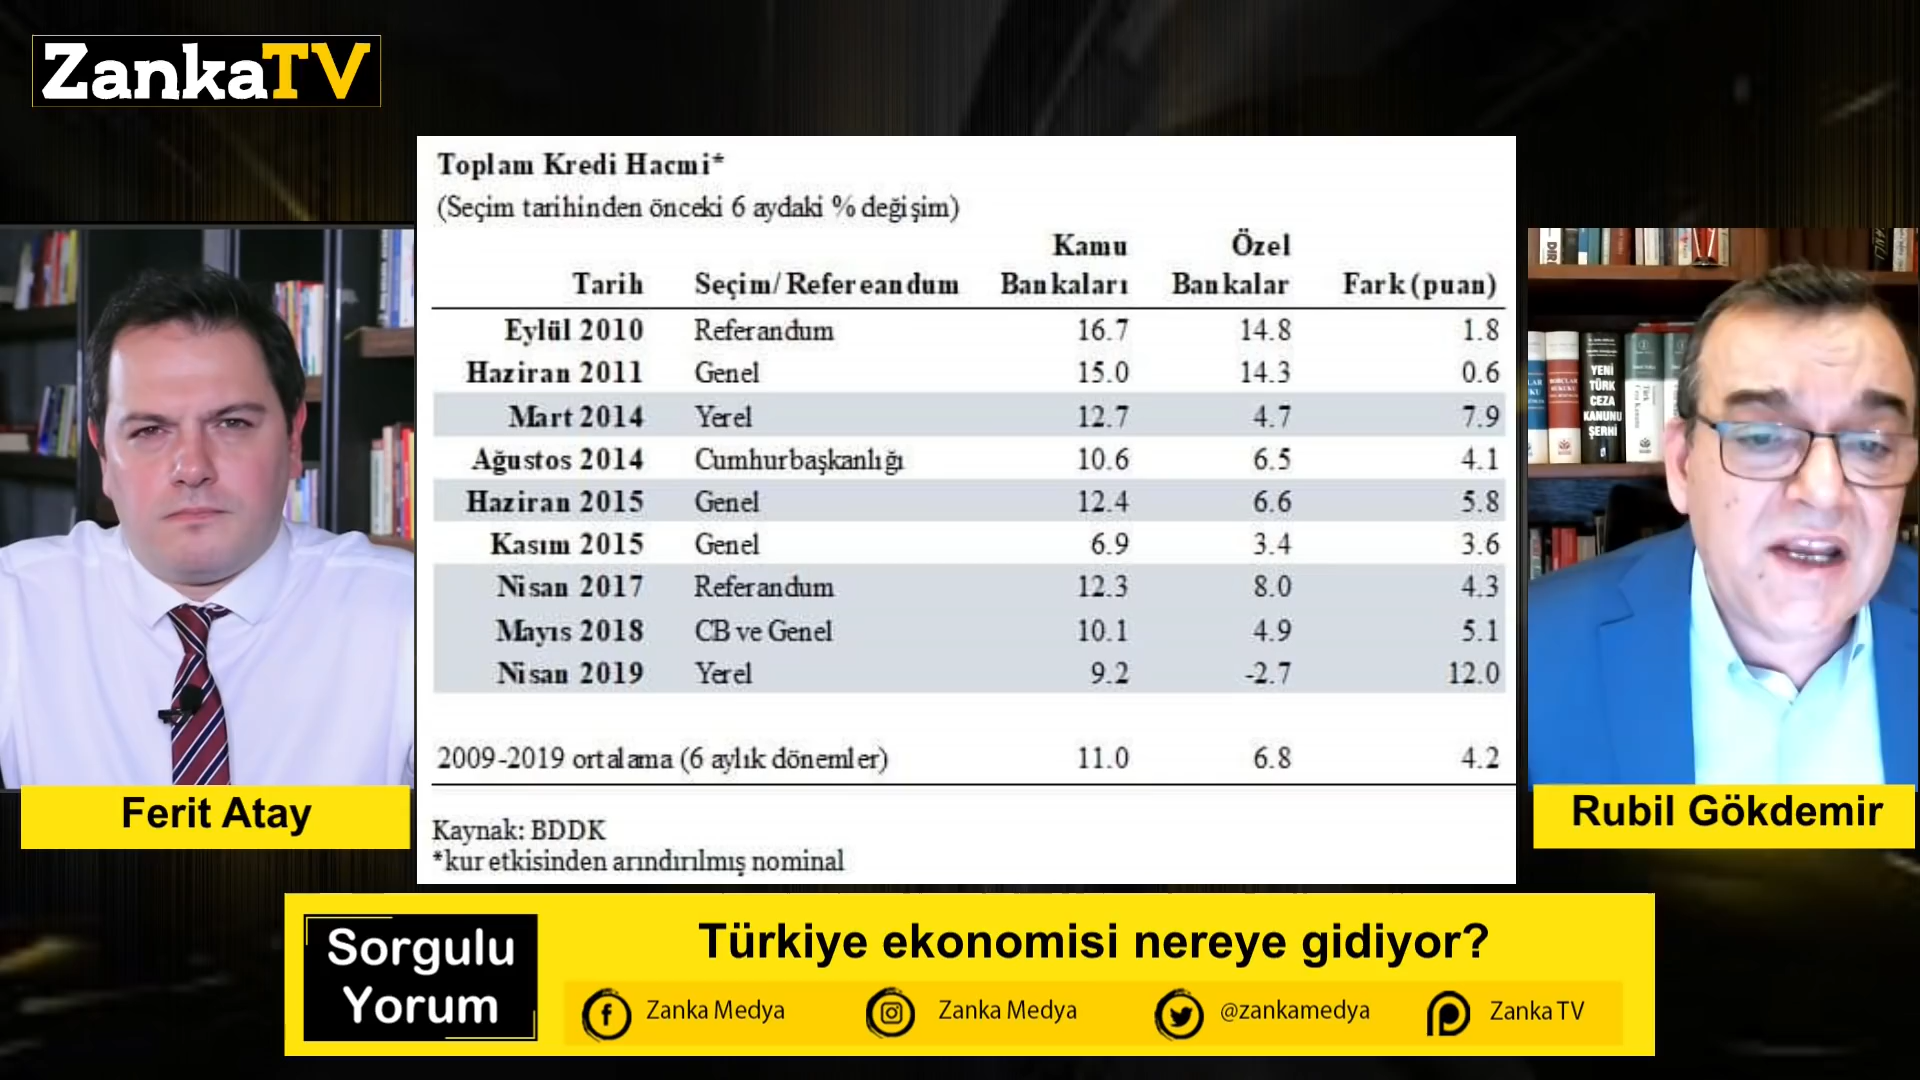 ZankaTV
Toplam Kredi Hacmi*
(Seçim tarihinden önceki 6 aydaki % değişim)
Tarih Seçim/Refereandum Kamu Bankaları Özel Bankalar Fark (puan)
Eylül 2010 Referandum 16.7 14.8 1.8
Haziran 2011 Genel 15.0 14.3 0.6
Mart 2014 Yerel 12.7 4.7 7.9
Ağustos 2014 Cumhurbaşkanlığı 10.6 6.5 4.1
Haziran 2015 Genel 12.4 6.6 5.8
Kasım 2015 Genel 6.9 3.4 3.6
Nisan 2017 Referandum 12.3 8.0 4.3
Mayıs 2018 CB ve Genel 10.1 4.9 5.1
Nisan 2019 Yerel 9.2 -2.7 12.0
2009-2019 ortalama (6 aylık dönemler) 11.0 6.8 4.2
Kaynak: BDDK
*kur etkisinden arındırılmış nominal
YENİ
TÜRK
CEZA
KANUNU
ŞERHİ
Ferit Atay
Rubil Gökdemir
Sorgulu
Yorum
Türkiye ekonomisi nereye gidiyor?
Zanka Medya
Zanka Medya
@zankamedya
Zanka TV